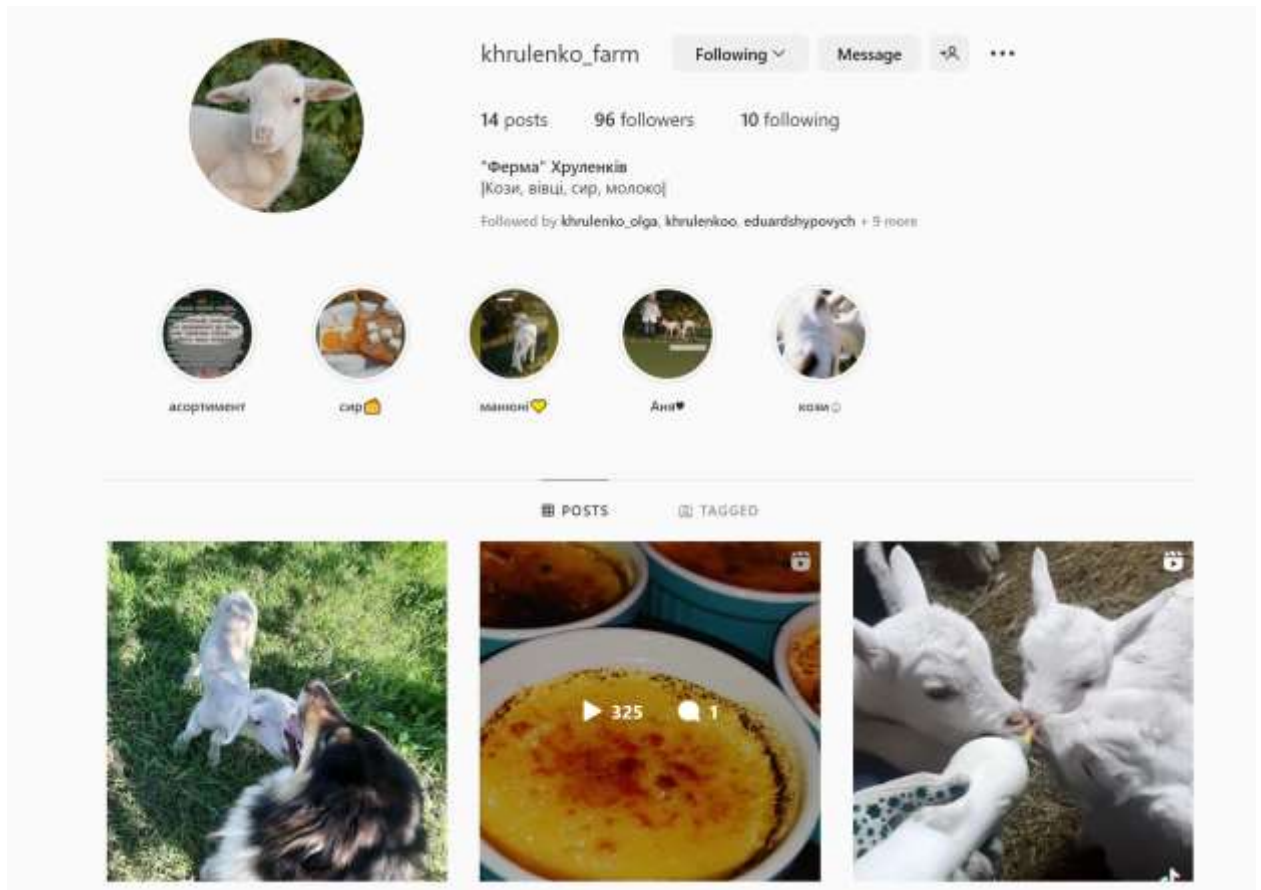 khrulenko_farm Following Message
14 posts 96 followers 10 following
"Ферма" Хруленків
|Кози, вівці, сир, молоко|
Followed by khrulenko_olga, khrulenkoo, eduardshypovych + 9 more
асортимент сир🧀 манюні💛 Аня♥ кози☺
POSTS TAGGED
325 1